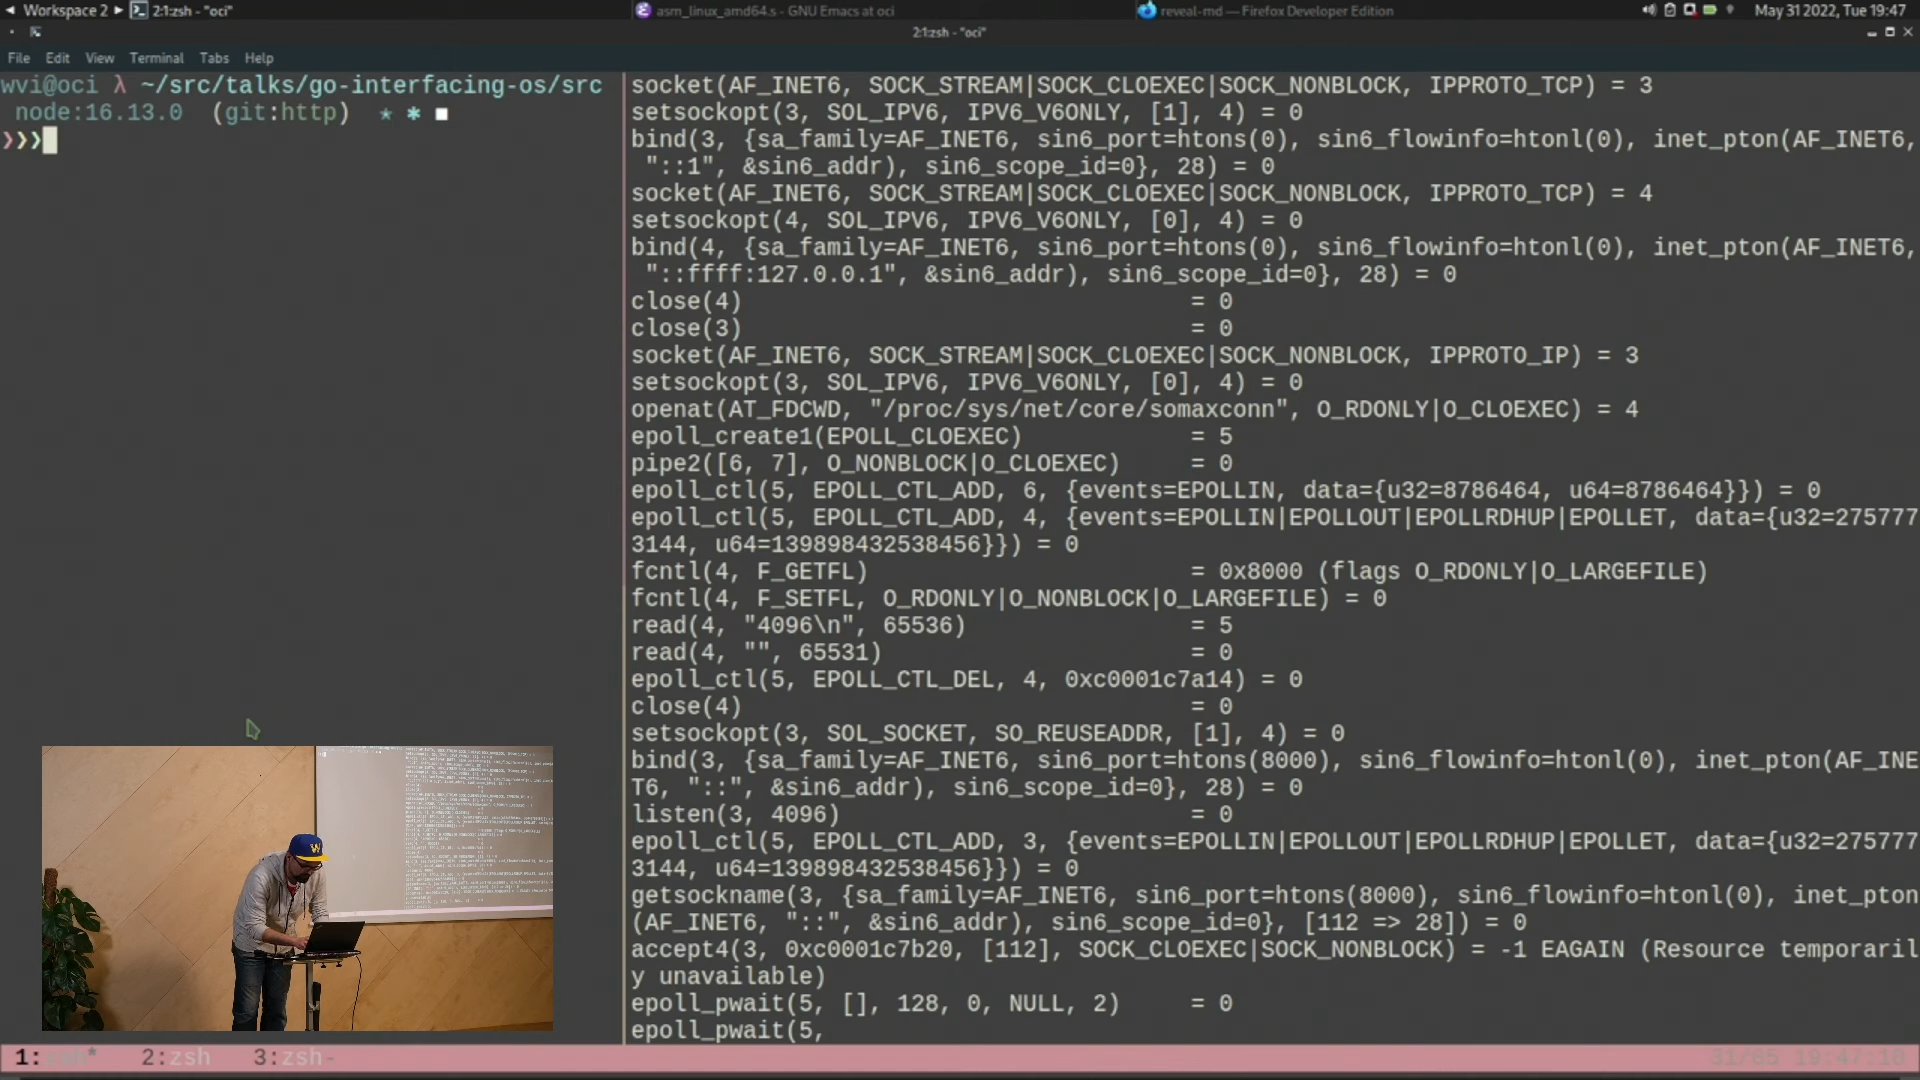 Workspace 2
2:1:zsh - "oci"
asm_linux_amd64.s - GNU Emacs at oci
reveal-md — Firefox Developer Edition
May 31 2022, Tue 19:47
2:1:zsh - "oci"
File Edit View Terminal Tabs Help
wvi@oci λ ~/src/talks/go-interfacing-os/src
node:16.13.0 (git:http) ⋆ * ■
❯❯❯
socket(AF_INET6, SOCK_STREAM|SOCK_CLOEXEC|SOCK_NONBLOCK, IPPROTO_TCP) = 3
setsockopt(3, SOL_IPV6, IPV6_V6ONLY, [1], 4) = 0
bind(3, {sa_family=AF_INET6, sin6_port=htons(0), sin6_flowinfo=htonl(0), inet_pton(AF_INET6,
"::1", &sin6_addr), sin6_scope_id=0}, 28) = 0
socket(AF_INET6, SOCK_STREAM|SOCK_CLOEXEC|SOCK_NONBLOCK, IPPROTO_TCP) = 4
setsockopt(4, SOL_IPV6, IPV6_V6ONLY, [0], 4) = 0
bind(4, {sa_family=AF_INET6, sin6_port=htons(0), sin6_flowinfo=htonl(0), inet_pton(AF_INET6,
"::ffff:127.0.0.1", &sin6_addr), sin6_scope_id=0}, 28) = 0
close(4) = 0
close(3) = 0
socket(AF_INET6, SOCK_STREAM|SOCK_CLOEXEC|SOCK_NONBLOCK, IPPROTO_IP) = 3
setsockopt(3, SOL_IPV6, IPV6_V6ONLY, [0], 4) = 0
openat(AT_FDCWD, "/proc/sys/net/core/somaxconn", O_RDONLY|O_CLOEXEC) = 4
epoll_create1(EPOLL_CLOEXEC) = 5
pipe2([6, 7], O_NONBLOCK|O_CLOEXEC) = 0
epoll_ctl(5, EPOLL_CTL_ADD, 6, {events=EPOLLIN, data={u32=8786464, u64=8786464}}) = 0
epoll_ctl(5, EPOLL_CTL_ADD, 4, {events=EPOLLIN|EPOLLOUT|EPOLLRDHUP|EPOLLET, data={u32=275777
3144, u64=139898432538456}}) = 0
fcntl(4, F_GETFL) = 0x8000 (flags O_RDONLY|O_LARGEFILE)
fcntl(4, F_SETFL, O_RDONLY|O_NONBLOCK|O_LARGEFILE) = 0
read(4, "4096\n", 65536) = 5
read(4, "", 65531) = 0
epoll_ctl(5, EPOLL_CTL_DEL, 4, 0xc0001c7a14) = 0
close(4) = 0
setsockopt(3, SOL_SOCKET, SO_REUSEADDR, [1], 4) = 0
bind(3, {sa_family=AF_INET6, sin6_port=htons(8000), sin6_flowinfo=htonl(0), inet_pton(AF_INE
T6, "::", &sin6_addr), sin6_scope_id=0}, 28) = 0
listen(3, 4096) = 0
epoll_ctl(5, EPOLL_CTL_ADD, 3, {events=EPOLLIN|EPOLLOUT|EPOLLRDHUP|EPOLLET, data={u32=275777
3144, u64=139898432538456}}) = 0
getsockname(3, {sa_family=AF_INET6, sin6_port=htons(8000), sin6_flowinfo=htonl(0), inet_pton
(AF_INET6, "::", &sin6_addr), sin6_scope_id=0}, [112 => 28]) = 0
accept4(3, 0xc0001c7b20, [112], SOCK_CLOEXEC|SOCK_NONBLOCK) = -1 EAGAIN (Resource temporaril
y unavailable)
epoll_pwait(5, [], 128, 0, NULL, 2) = 0
epoll_pwait(5,
W
1:zsh* 2:zsh 3:zsh-